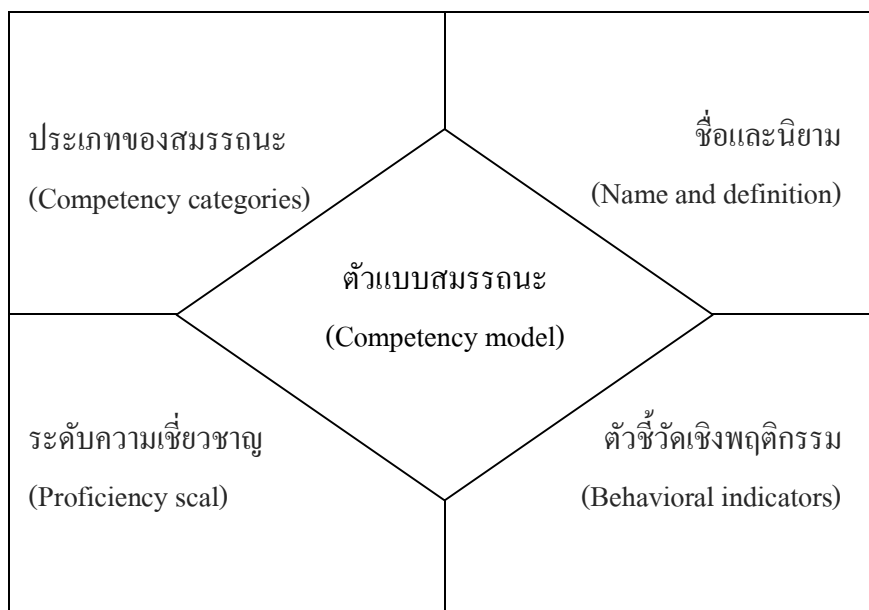 ประเภทของสมรรถนะ
(Competency categories)
ชื่อและนิยาม
(Name and definition)
ตัวแบบสมรรถนะ
(Competency model)
ระดับความเชี่ยวชาญ
(Proficiency scal)
ตัวชี้วัดเชิงพฤติกรรม
(Behavioral indicators)